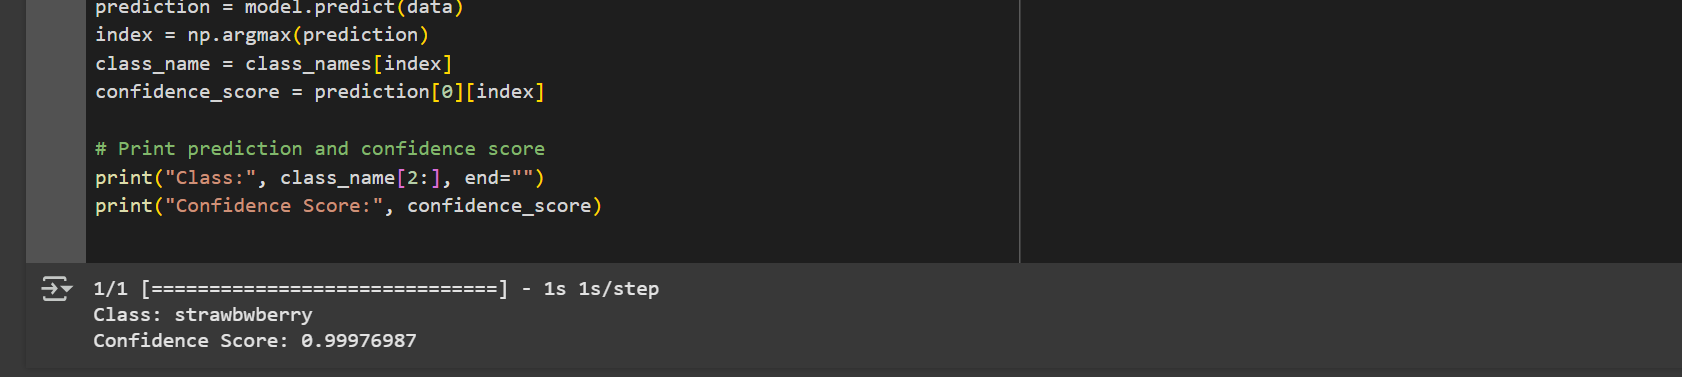 prediction = model.predict(data)
index = np.argmax(prediction)
class_name = class_names[index]
confidence_score = prediction[0][index]
# Print prediction and confidence score
print("Class:", class_name[2:], end="")
print("Confidence Score:", confidence_score)
1/1 [==============================] - 1s 1s/step
Class: strawbwberry
Confidence Score: 0.99976987